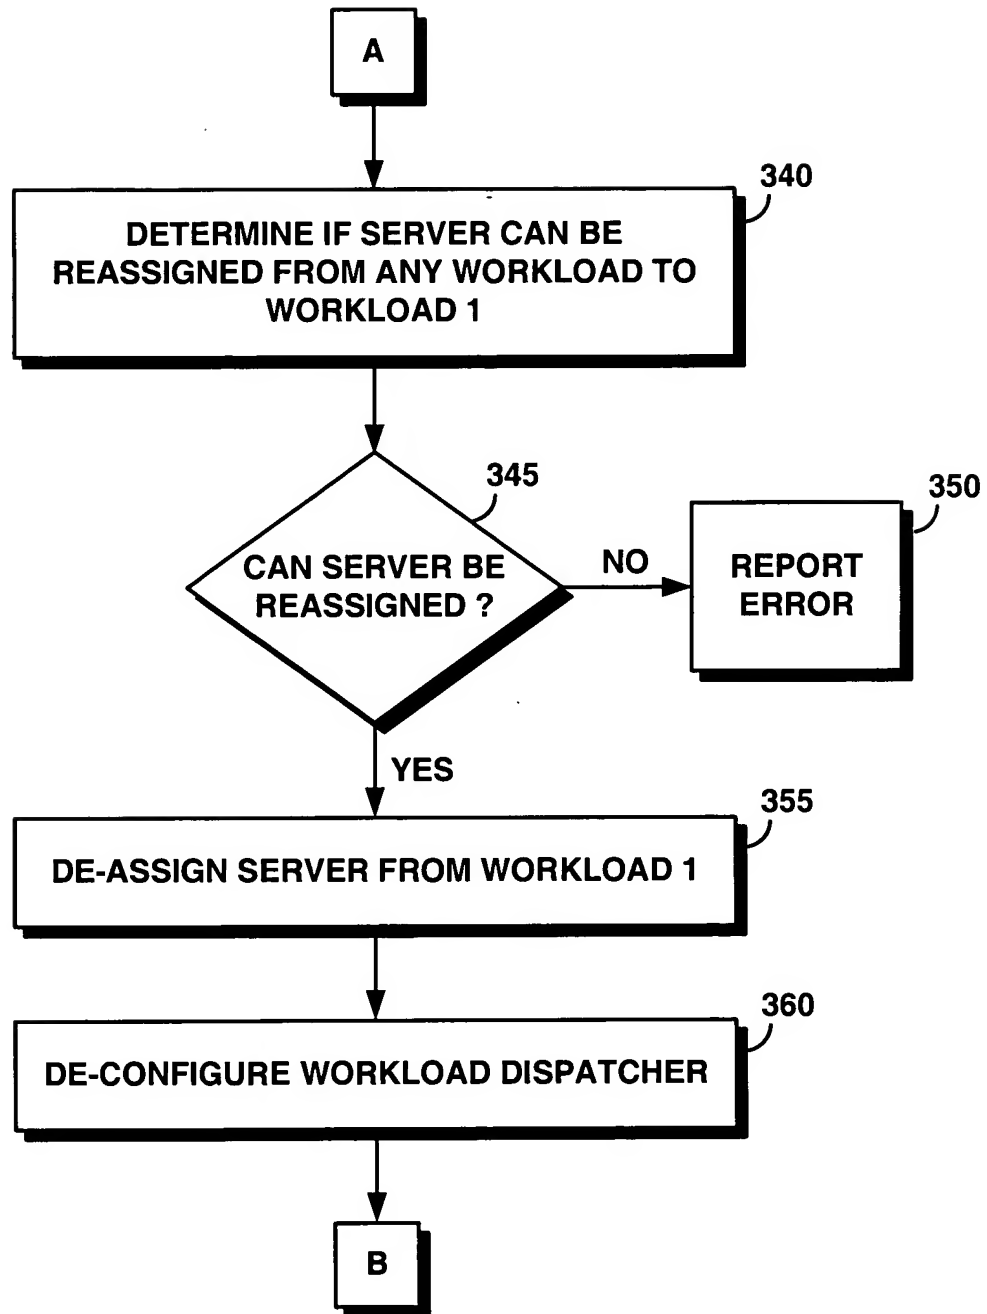 A
340
DETERMINE IF SERVER CAN BE
REASSIGNED FROM ANY WORKLOAD TO
WORKLOAD 1
345
CAN SERVER BE
REASSIGNED ?
NO
350
REPORT
ERROR
YES
355
DE-ASSIGN SERVER FROM WORKLOAD 1
360
DE-CONFIGURE WORKLOAD DISPATCHER
B